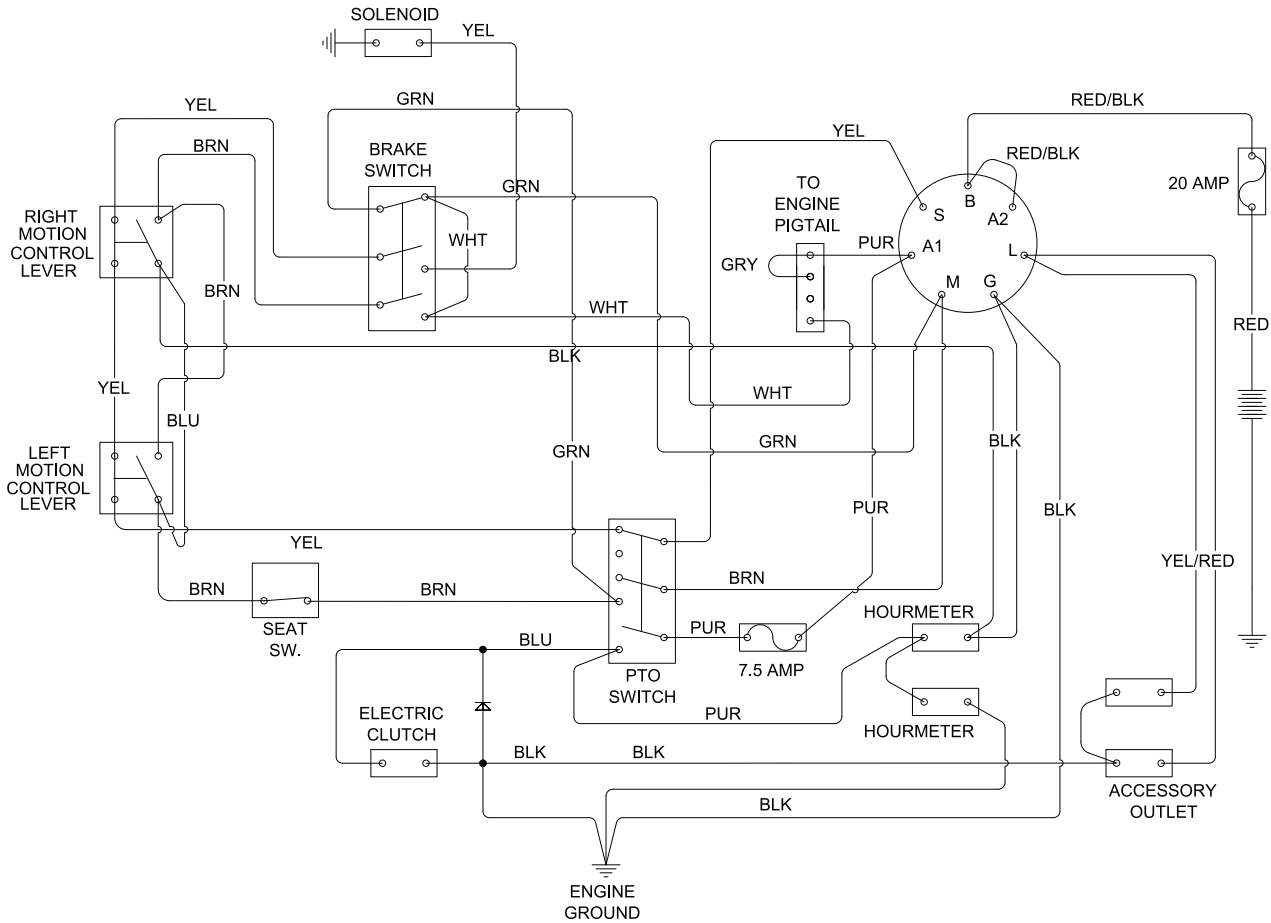 SOLENOID
YEL
GRN
YEL
RED/BLK
YEL
BRN
BRAKE
SWITCH
RED/BLK
TO
ENGINE
PIGTAIL
20 AMP
GRN
B
S
A2
RIGHT
MOTION
CONTROL
LEVER
WHT
PUR
A1
L
GRY
BRN
M
G
WHT
RED
BLK
YEL
WHT
BLU
GRN
BLK
LEFT
MOTION
CONTROL
LEVER
GRN
PUR
BLK
YEL
YEL/RED
BRN
BRN
BRN
HOURMETER
SEAT
SW.
BLU
PUR
7.5 AMP
PTO
SWITCH
ELECTRIC
CLUTCH
PUR
HOURMETER
BLK
BLK
ACCESSORY
OUTLET
BLK
ENGINE
GROUND